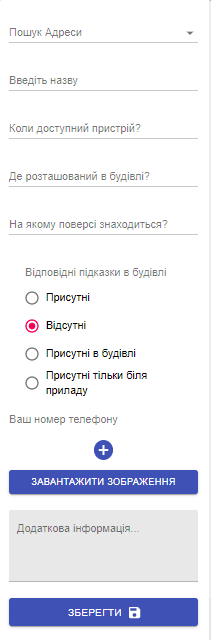 Пошук Адреси
Введіть назву
Коли доступний пристрій?
Де розташований в будівлі?
На якому поверсі знаходиться?
Відповідні підказки в будівлі
Присутні
Відсутні
Присутні в будівлі
Присутні тільки біля
приладу
Ваш номер телефону
ЗАВАНТАЖИТИ ЗОБРАЖЕННЯ
Додаткова інформація...
ЗБЕРЕГТИ